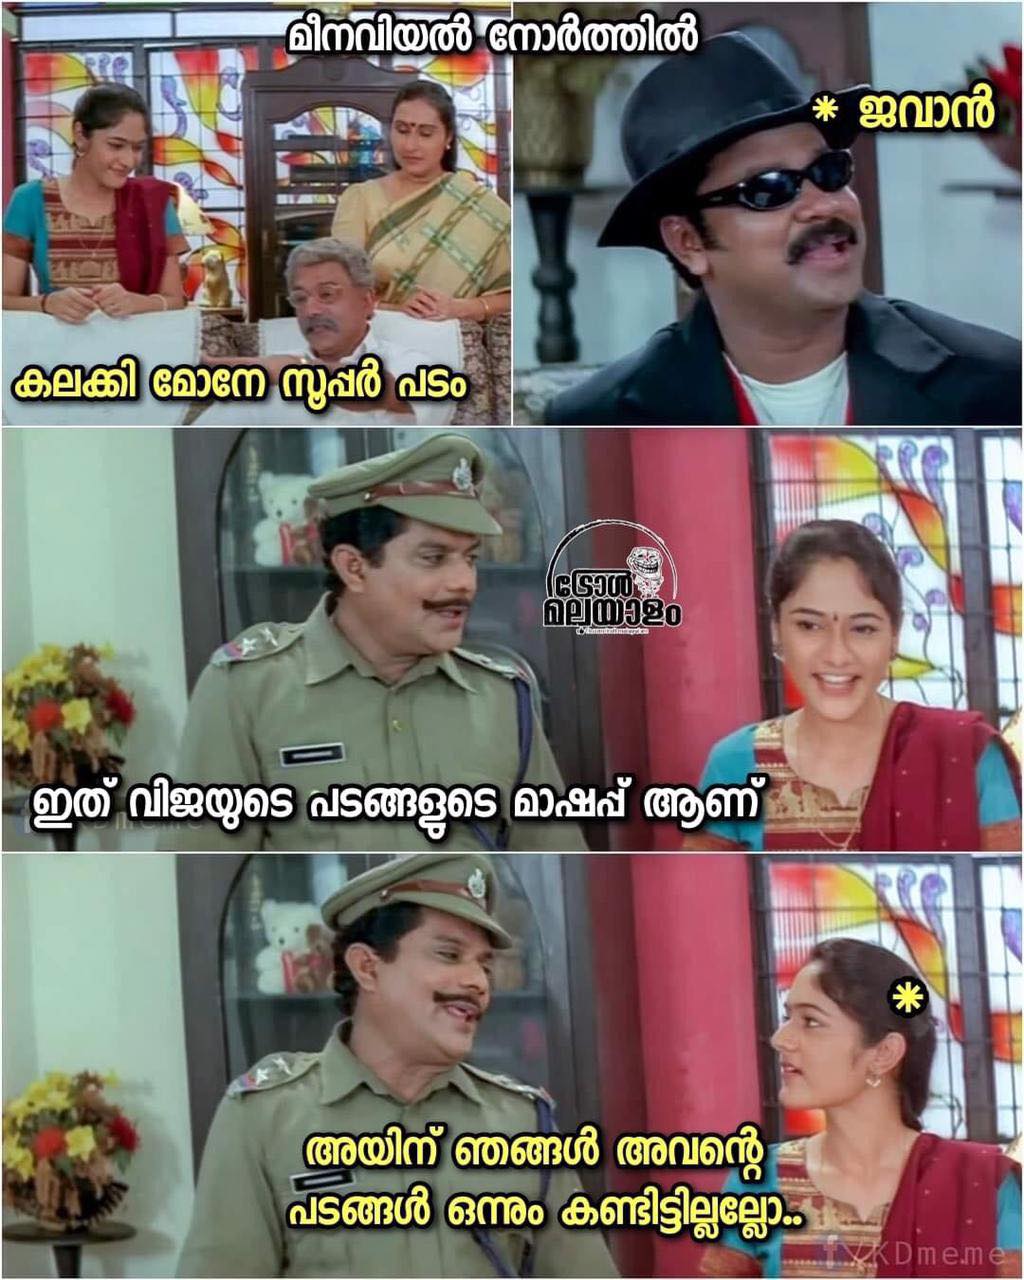 മീനവിയൽ നോർത്തിൽ
* ജവാൻ
കലക്കി മോനേ സൂപ്പർ പടം
ട്രോൾ
മലയാളം
ഇത് വിജയുടെ പടങ്ങളുടെ മാഷപ്പ് ആണ്
*
അയിന് ഞങ്ങൾ അവന്റെ
പടങ്ങൾ ഒന്നും കണ്ടിട്ടില്ലല്ലോ..
KDmeme